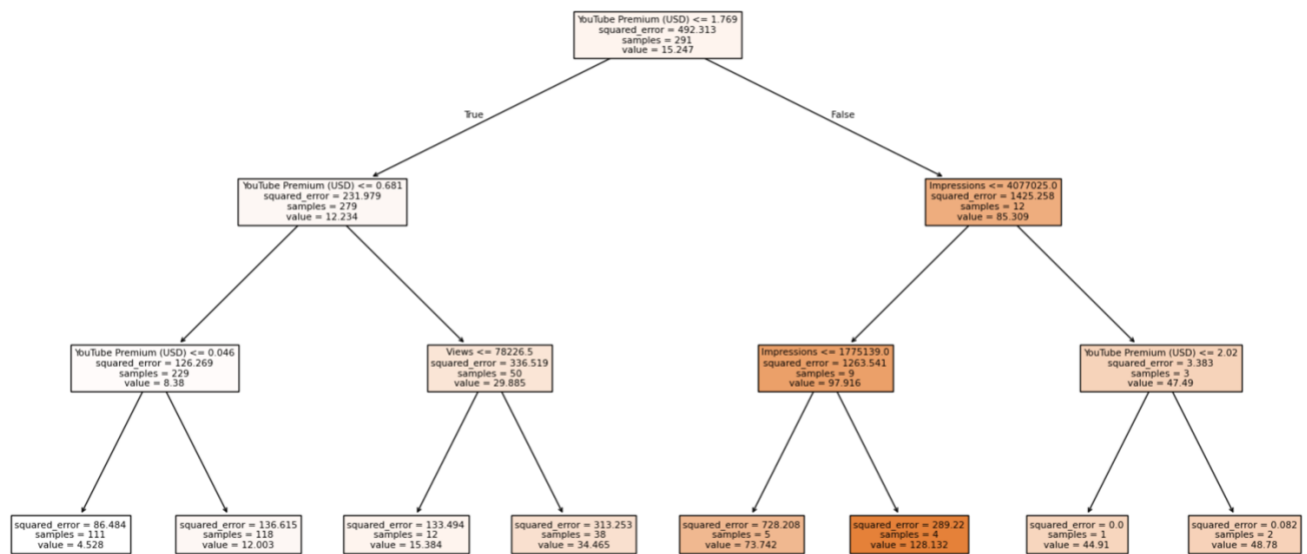 YouTube Premium (USD) <= 1.769
squared_error = 492.313
samples = 291
value = 15.247
True
False
YouTube Premium (USD) <= 0.681
squared_error = 231.979
samples = 279
value = 12.234
Impressions <= 4077025.0
squared_error = 1425.258
samples = 12
value = 85.309
YouTube Premium (USD) <= 0.046
squared_error = 126.269
samples = 229
value = 8.38
Views <= 78226.5
squared_error = 336.519
samples = 50
value = 29.885
Impressions <= 1775139.0
squared_error = 1263.541
samples = 9
value = 97.916
YouTube Premium (USD) <= 2.02
squared_error = 3.383
samples = 3
value = 47.49
squared_error = 86.484
samples = 111
value = 4.528
squared_error = 136.615
samples = 118
value = 12.003
squared_error = 133.494
samples = 12
value = 15.384
squared_error = 313.253
samples = 38
value = 34.465
squared_error = 728.208
samples = 5
value = 73.742
squared_error = 289.22
samples = 4
value = 128.132
squared_error = 0.0
samples = 1
value = 44.91
squared_error = 0.082
samples = 2
value = 48.78